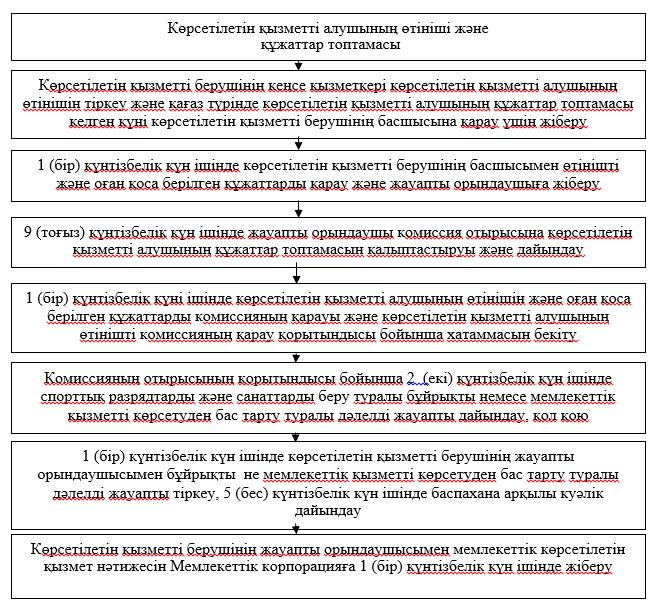 Көрсетілетін қызметті алушының өтініші және
құжаттар топтамасы
Көрсетілетін қызметті берушінің кенсе қызметкері көрсетілетін қызметті алушының
өтінішін тіркеу және қағаз түрінде көрсетілетін қызметті алушының құжаттар топтамасы
келген күні көрсетілетін қызметті берушінің басшысына қарау үшін жіберу
1 (бір) күнтізбелік күн ішінде көрсетілетін қызметті берушінің басшысымен өтінішті
және оған қоса берілген құжаттарды қарау және жауапты орындаушыға жіберу
9 (тоғыз) күнтізбелік күн ішінде жауапты орындаушы комиссия отырысына көрсетілетін
қызметті алушының құжаттар топтамасын қалыптастыруы және дайындау
1 (бір) күнтізбелік күні ішінде көрсетілетін қызметті алушының өтінішін және оған қоса
берілген құжаттарды комиссияның қарауы және көрсетілетін қызметті алушының
өтінішті комиссияның қарау қорытындысы бойынша хатаммасын бекіту
Комиссияның отырысының қорытындысы бойынша 2 (екі) күнтізбелік күн ішінде
спорттық разрядтарды және санаттарды беру туралы бұйрықты немесе мемлекеттік
қызметті көрсетуден бас тарту туралы дәлелді жауапты дайындау, қол қою
1 (бір) күнтізбелік күн ішінде көрсетілетін қызметті берушінің жауапты
орындаушысымен бұйрықты не мемлекеттік қызметті көрсетуден бас тарту туралы
дәлелді жауапты тіркеу, 5 (бес) күнтізбелік күн ішінде баспахана арқылы куәлік
дайындау
Көрсетілетін қызметті берушінің жауапты орындаушысымен мемлекеттік көрсетілетін
қызмет нәтижесін Мемлекеттік корпорацияға 1 (бір) күнтізбелік күн ішінде жіберу